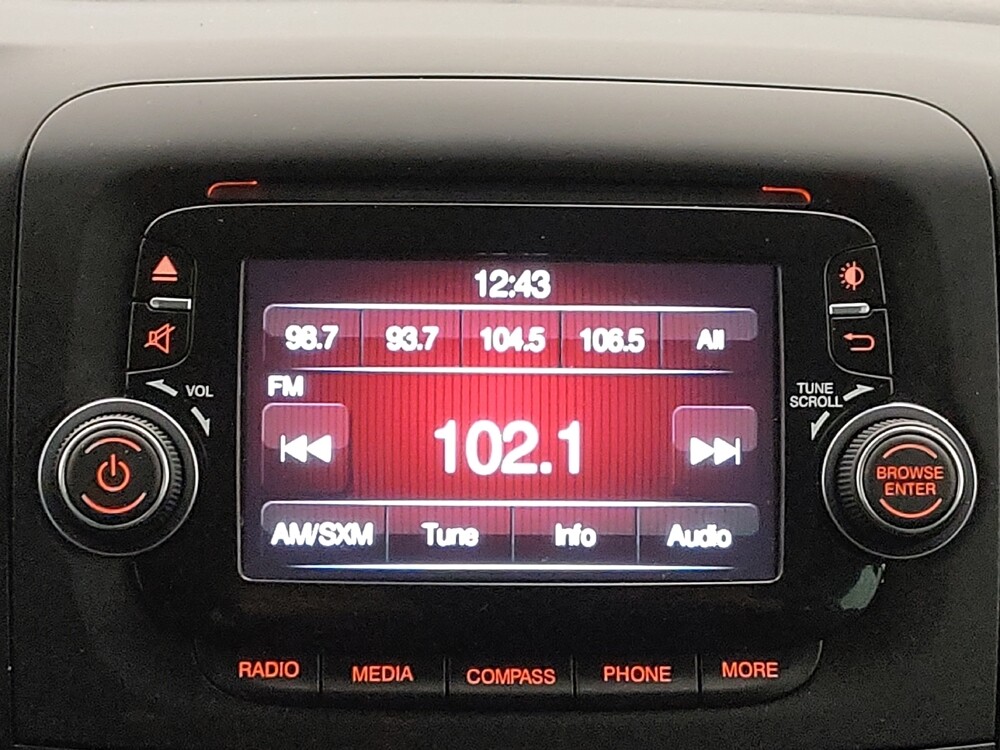 12:43
98.7 93.7 104.5 106.5 All
VOL
TUNE
SCROLL
FM
102.1
BROWSE
ENTER
AM/SXM Tune Info Audio
RADIO MEDIA COMPASS PHONE MORE